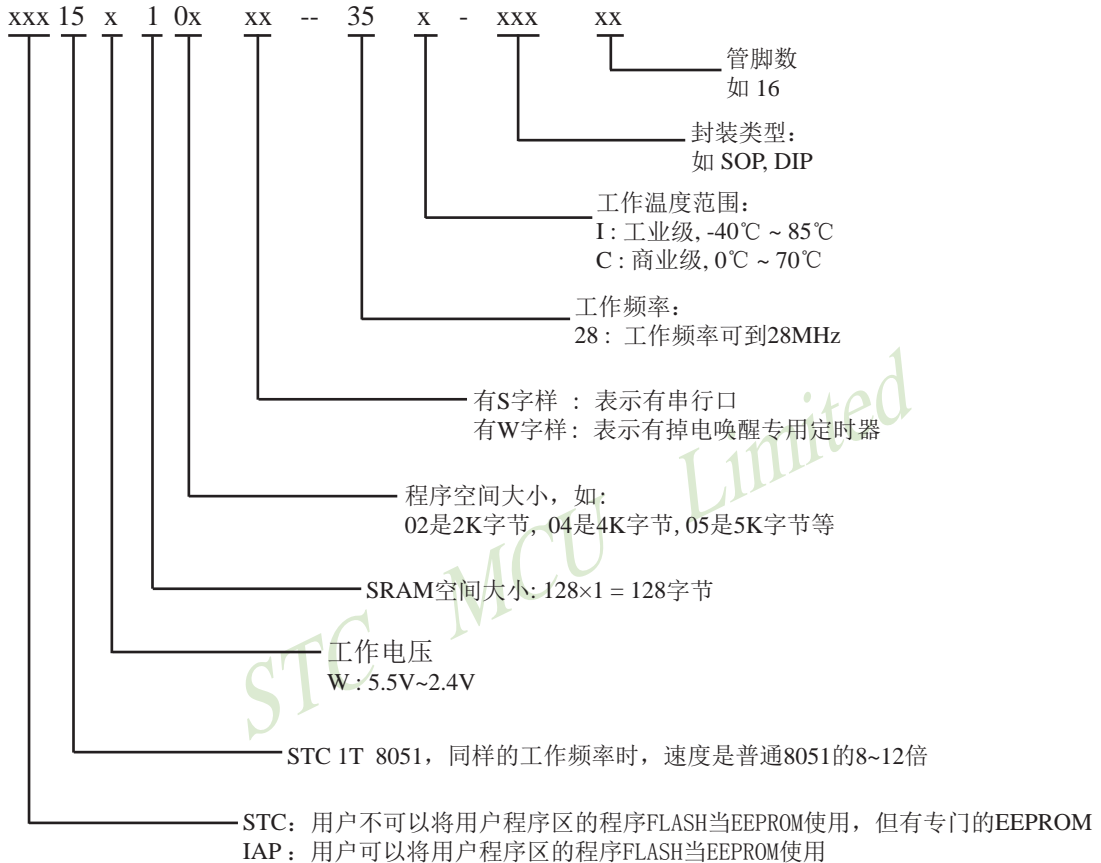 xxx 15 x 1 0x xx -- 35 x - xxx xx
管脚数
如 16
封装类型：
如 SOP, DIP
工作温度范围：
I : 工业级, -40℃ ~ 85℃
C : 商业级, 0℃ ~ 70℃
工作频率：
28 : 工作频率可到28MHz
有S字样 : 表示有串行口
有W字样: 表示有掉电唤醒专用定时器
程序空间大小，如:
02是2K字节, 04是4K字节, 05是5K字节等
SRAM空间大小: 128×1 = 128字节
工作电压
W : 5.5V~2.4V
STC 1T 8051，同样的工作频率时，速度是普通8051的8~12倍
STC：用户不可以将用户程序区的程序FLASH当EEPROM使用，但有专门的EEPROM
IAP：用户可以将用户程序区的程序FLASH当EEPROM使用
STC MCU Limited